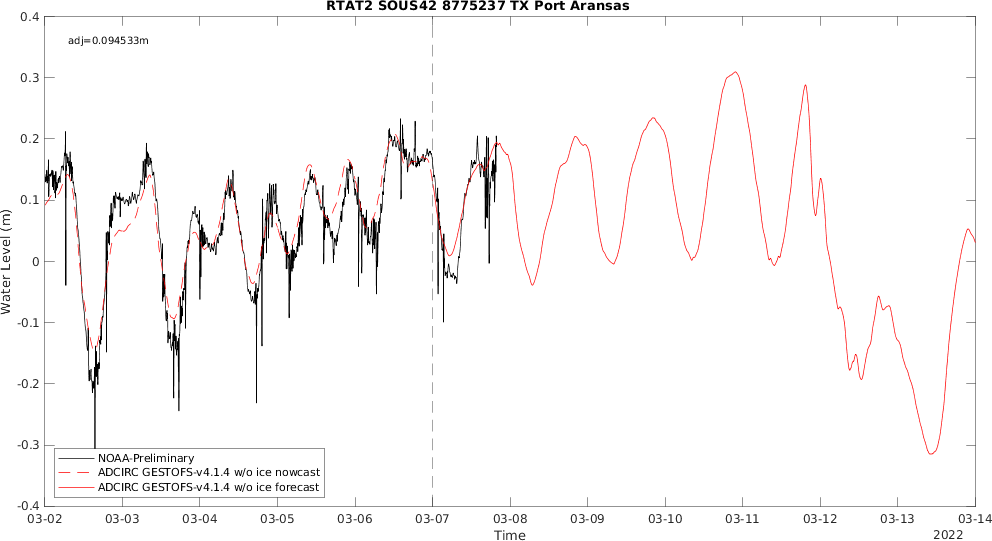 RTAT2 SOUS42 8775237 TX Port Aransas
adj=0.094533m
Water Level (m)
0.4
0.3
0.2
0.1
0
-0.1
-0.2
-0.3
-0.4
NOAA-Preliminary
ADCIRC GESTOFS-v4.1.4 w/o ice nowcast
ADCIRC GESTOFS-v4.1.4 w/o ice forecast
03-02 03-03 03-04 03-05 03-06 03-07 03-08 03-09 03-10 03-11 03-12 03-13 03-14
Time
2022